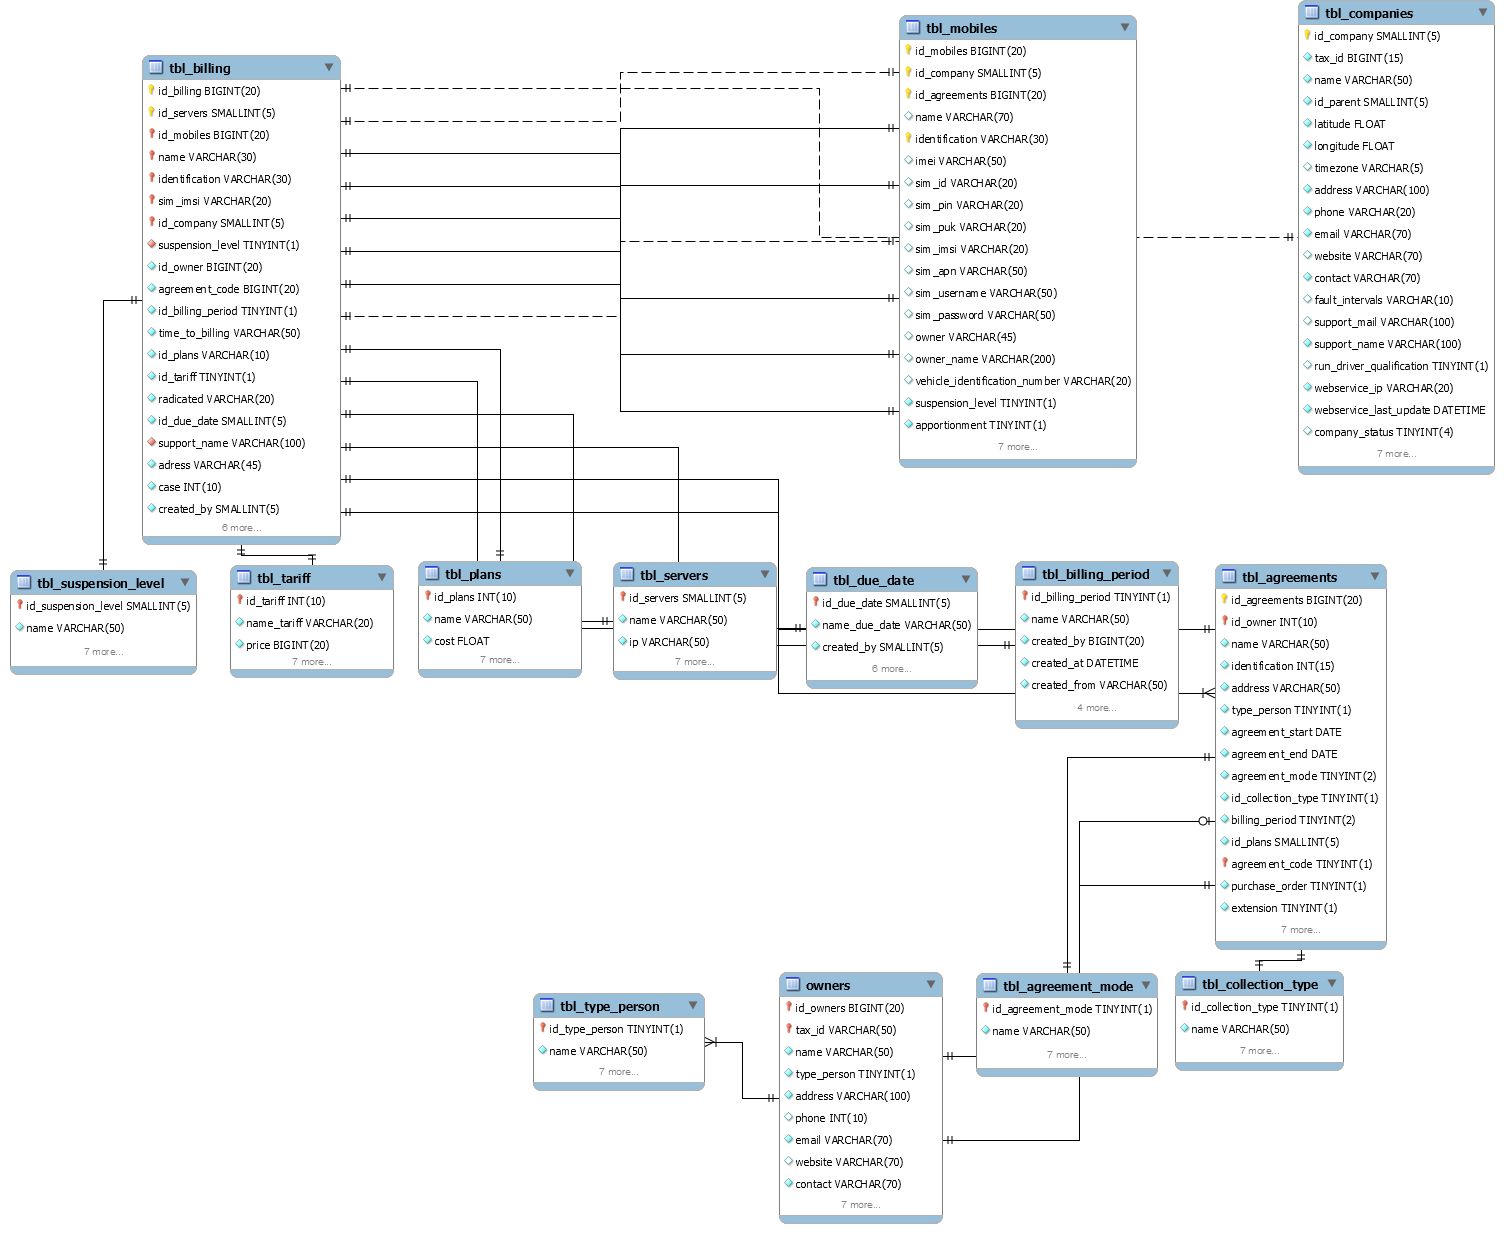 tbl_billing
id_billing BIGINT(20)
id_servers SMALLINT(5)
id_mobiles BIGINT(20)
name VARCHAR(30)
identification VARCHAR(30)
sim_imsi VARCHAR(20)
id_company SMALLINT(5)
suspension_level TINYINT(1)
id_owner BIGINT(20)
agreement_code BIGINT(20)
id_billing_period TINYINT(1)
time_to_billing VARCHAR(50)
id_plans VARCHAR(10)
id_tariff TINYINT(1)
radicated VARCHAR(20)
id_due_date SMALLINT(5)
support_name VARCHAR(100)
adress VARCHAR(45)
case INT(10)
created_by SMALLINT(5)
6 more...
tbl_mobiles
id_mobiles BIGINT(20)
id_company SMALLINT(5)
id_agreements BIGINT(20)
name VARCHAR(70)
identification VARCHAR(30)
imei VARCHAR(50)
sim_id VARCHAR(20)
sim_pin VARCHAR(20)
sim_puk VARCHAR(20)
sim_imsi VARCHAR(20)
sim_apn VARCHAR(50)
sim_username VARCHAR(50)
sim_password VARCHAR(50)
owner VARCHAR(45)
owner_name VARCHAR(200)
vehicle_identification_number VARCHAR(20)
suspension_level TINYINT(1)
apportionment TINYINT(1)
7 more...
tbl_companies
id_company SMALLINT(5)
tax_id BIGINT(15)
name VARCHAR(50)
id_parent SMALLINT(5)
latitude FLOAT
longitude FLOAT
timezone VARCHAR(5)
address VARCHAR(100)
phone VARCHAR(20)
email VARCHAR(70)
website VARCHAR(70)
contact VARCHAR(70)
fault_intervals VARCHAR(10)
support_mail VARCHAR(100)
support_name VARCHAR(100)
run_driver_qualification TINYINT(1)
webservice_ip VARCHAR(20)
webservice_last_update DATETIME
company_status TINYINT(4)
7 more...
tbl_suspension_level
id_suspension_level SMALLINT(5)
name VARCHAR(50)
7 more...
tbl_tariff
id_tariff INT(10)
name_tariff VARCHAR(20)
price BIGINT(20)
7 more...
tbl_plans
id_plans INT(10)
name VARCHAR(50)
cost FLOAT
7 more...
tbl_servers
id_servers SMALLINT(5)
name VARCHAR(50)
ip VARCHAR(50)
7 more...
tbl_due_date
id_due_date SMALLINT(5)
name_due_date VARCHAR(50)
created_by SMALLINT(5)
6 more...
tbl_billing_period
id_billing_period TINYINT(1)
name VARCHAR(50)
created_by BIGINT(20)
created_at DATETIME
created_from VARCHAR(50)
4 more...
tbl_agreements
id_agreements BIGINT(20)
id_owner INT(10)
name VARCHAR(50)
identification INT(15)
address VARCHAR(50)
type_person TINYINT(1)
agreement_start DATE
agreement_end DATE
agreement_mode TINYINT(2)
id_collection_type TINYINT(1)
billing_period TINYINT(2)
id_plans SMALLINT(5)
agreement_code TINYINT(1)
purchase_order TINYINT(1)
extension TINYINT(1)
7 more...
tbl_type_person
id_type_person TINYINT(1)
name VARCHAR(50)
7 more...
owners
id_owners BIGINT(20)
tax_id VARCHAR(50)
name VARCHAR(50)
type_person TINYINT(1)
address VARCHAR(100)
phone INT(10)
email VARCHAR(70)
website VARCHAR(70)
contact VARCHAR(70)
7 more...
tbl_agreement_mode
id_agreement_mode TINYINT(1)
name VARCHAR(50)
7 more...
tbl_collection_type
id_collection_type TINYINT(1)
name VARCHAR(50)
7 more...